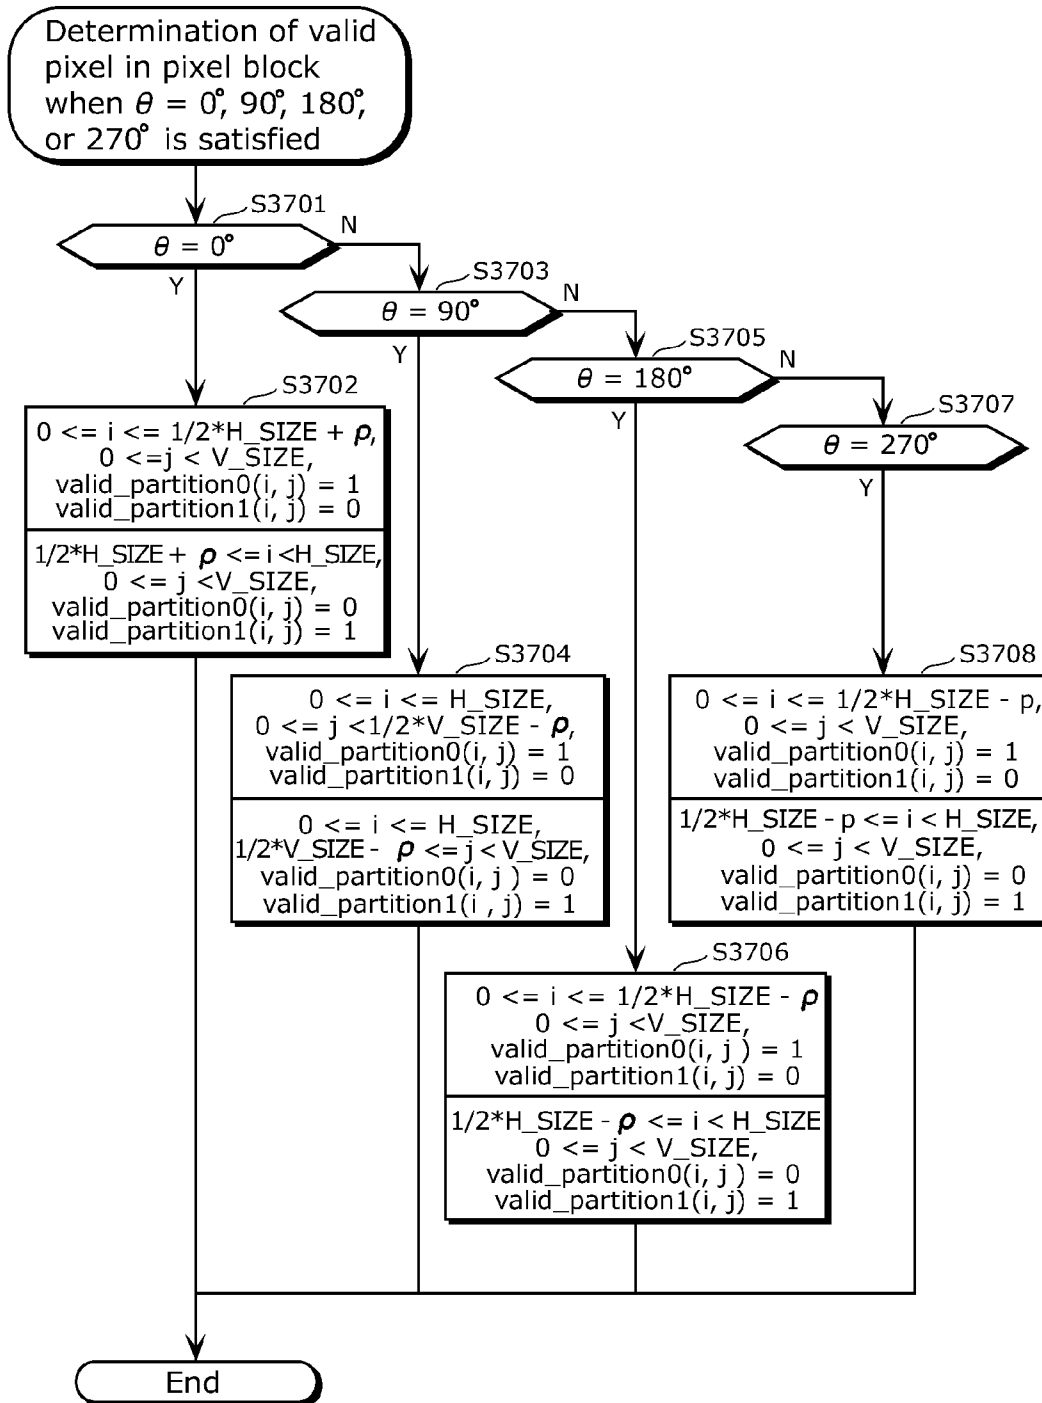 Determination of valid
pixel in pixel block
when θ = 0°, 90°, 180°,
or 270° is satisfied
S3701
θ = 0°
N
Y
S3703
θ = 90°
N
Y
S3705
θ = 180°
N
Y
S3707
θ = 270°
Y
S3702
0 <= i <= 1/2*H_SIZE + ρ,
0 <=j < V_SIZE,
valid_partition0(i, j) = 1
valid_partition1(i, j) = 0
1/2*H_SIZE + ρ <= i <H_SIZE,
0 <= j <V_SIZE,
valid_partition0(i, j) = 0
valid_partition1(i, j) = 1
S3704
0 <= i <= H_SIZE,
0 <= j <1/2*V_SIZE - ρ,
valid_partition0(i, j) = 1
valid_partition1(i, j) = 0
0 <= i <= H_SIZE,
1/2*V_SIZE - ρ <= j < V_SIZE,
valid_partition0(i, j ) = 0
valid_partition1(i , j) = 1
S3708
0 <= i <= 1/2*H_SIZE - p,
0 <= j < V_SIZE,
valid_partition0(i, j) = 1
valid_partition1(i, j) = 0
1/2*H_SIZE - p <= i < H_SIZE,
0 <= j < V_SIZE,
valid_partition0(i, j) = 0
valid_partition1(i, j) = 1
S3706
0 <= i <= 1/2*H_SIZE - ρ
0 <= j <V_SIZE,
valid_partition0(i, j ) = 1
valid_partition1(i, j) = 0
1/2*H_SIZE - ρ <= i < H_SIZE
0 <= j < V_SIZE,
valid_partition0(i, j ) = 0
valid_partition1(i, j) = 1
End